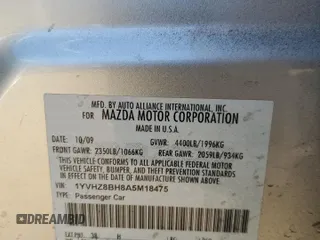 MFD. BY AUTO ALLIANCE INTERNATIONAL, INC.
FOR MAZDA MOTOR CORPORATION
MADE IN U.S.A.
DATE: 10/09 GVWR: 4400LB/1996KG
FRONT GAWR: 2350LB/1066KG REAR GAWR: 2059LB/934KG
THIS VEHICLE CONFORMS TO ALL APPLICABLE FEDERAL
MOTOR VEHICLE SAFETY, BUMPER, AND THEFT PREVENTION
STANDARDS IN EFFECT ON THE DATE OF MANUFACTURE
SHOWN ABOVE.
VIN: 1YVHZ8BH8A5M18475
TYPE: Passenger Car
DIMABID